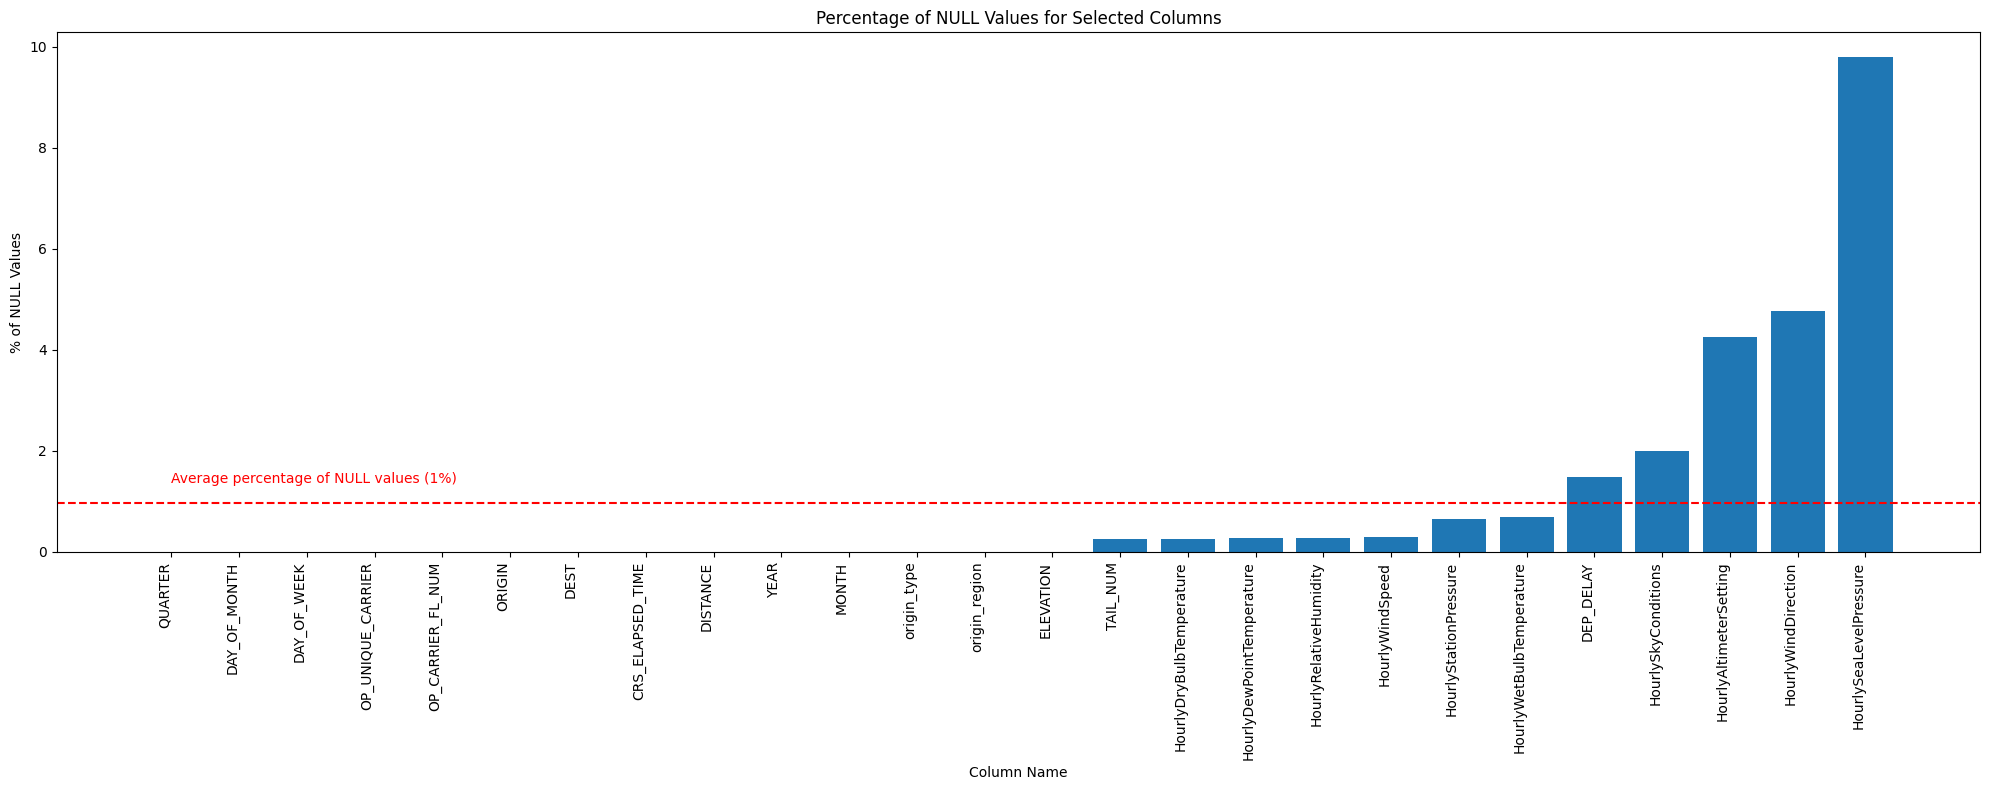 Percentage of NULL Values for Selected Columns
% of NULL Values
10
8
6
4
2
0
Average percentage of NULL values (1%)
QUARTER
DAY_OF_MONTH
DAY_OF_WEEK
OP_UNIQUE_CARRIER
OP_CARRIER_FL_NUM
ORIGIN
DEST
CRS_ELAPSED_TIME
DISTANCE
YEAR
MONTH
origin_type
origin_region
ELEVATION
TAIL_NUM
HourlyDryBulbTemperature
HourlyDewPointTemperature
HourlyRelativeHumidity
HourlyWindSpeed
HourlyStationPressure
HourlyWetBulbTemperature
DEP_DELAY
HourlySkyConditions
HourlyAltimeterSetting
HourlyWindDirection
HourlySeaLevelPressure
Column Name